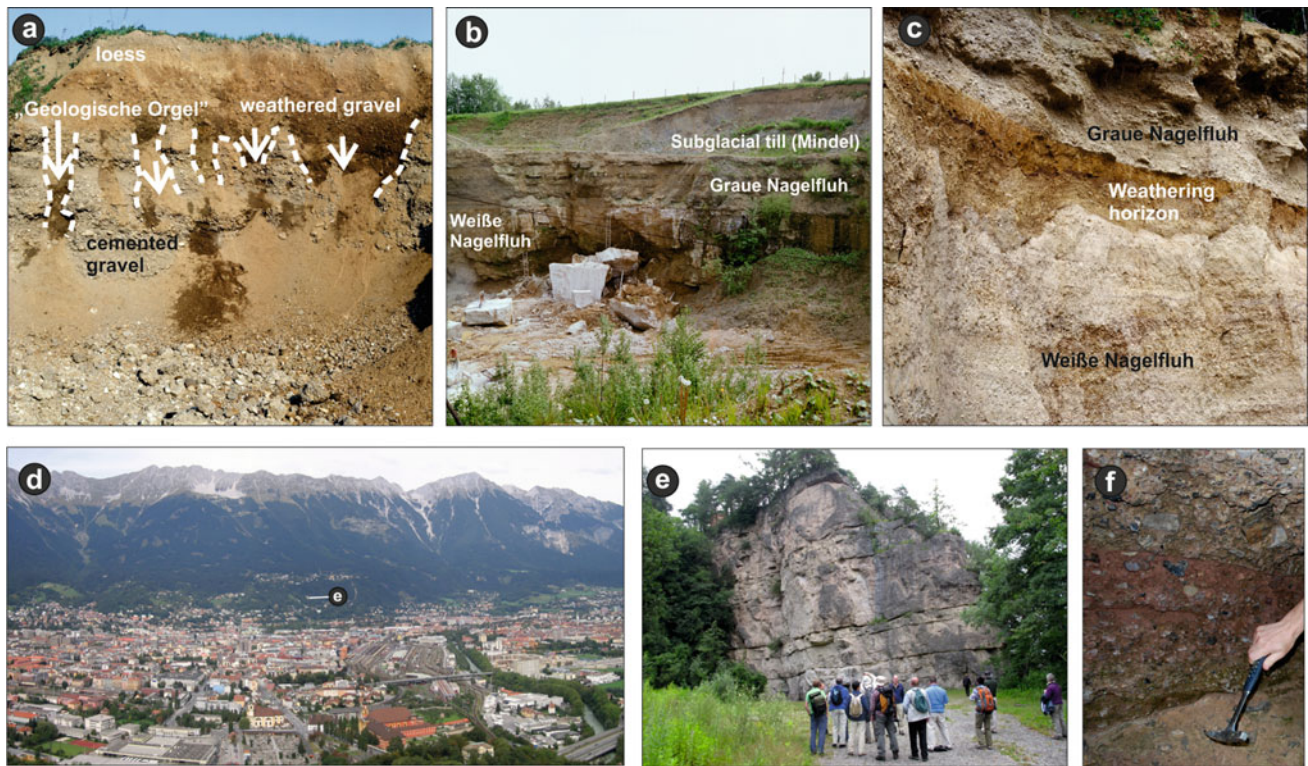 a
loess
„Geologische Orgel”
weathered gravel
cemented
gravel
b
Subglacial till (Mindel)
Graue Nagelfluh
Weiße
Nagelfluh
c
Graue Nagelfluh
Weathering
horizon
Weiße Nagelfluh
d
e
e
f